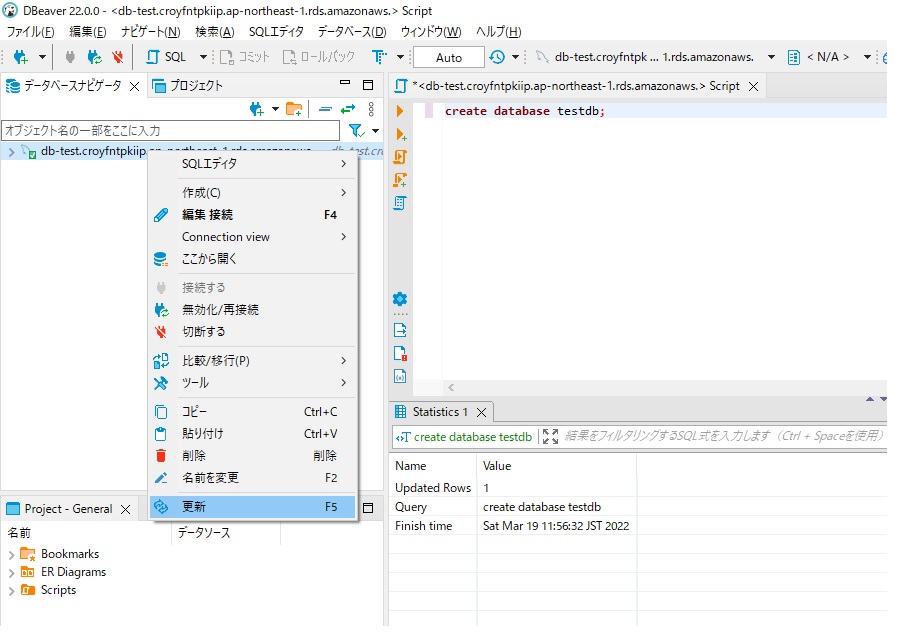 DBeaver 22.0.0 - <db-test.croyfntpkiip.ap-northeast-1.rds.amazonaws.> Script
ファイル(F) 編集(E) ナビゲート(N) 検索(A) SQLエディタ データベース(D) ウィンドウ(W) ヘルプ(H)
SQL コミット ロールバック Auto db-test.croyfntpk ... 1.rds.amazonaws. < N/A >
データベースナビゲータ プロジェクト
オブジェクト名の一部をここに入力
db-test.croyfntpkiip.ap-northeast-1.rds.amazonaws. db-test.cr
SQLエディタ
作成(C)
編集 接続 F4
Connection view
ここから開く
接続する
無効化/再接続
切断する
比較/移行(P)
ツール
コピー Ctrl+C
貼り付け Ctrl+V
削除 削除
名前を変更 F2
更新 F5
Project - General
名前 データソース
Bookmarks
ER Diagrams
Scripts
*<db-test.croyfntpkiip.ap-northeast-1.rds.amazonaws.> Script
create database testdb;
Statistics 1
create database testdb 結果をフィルタリングするSQL式を入力します (Ctrl + Spaceを使用)
Name Value
Updated Rows 1
Query create database testdb
Finish time Sat Mar 19 11:56:32 JST 2022